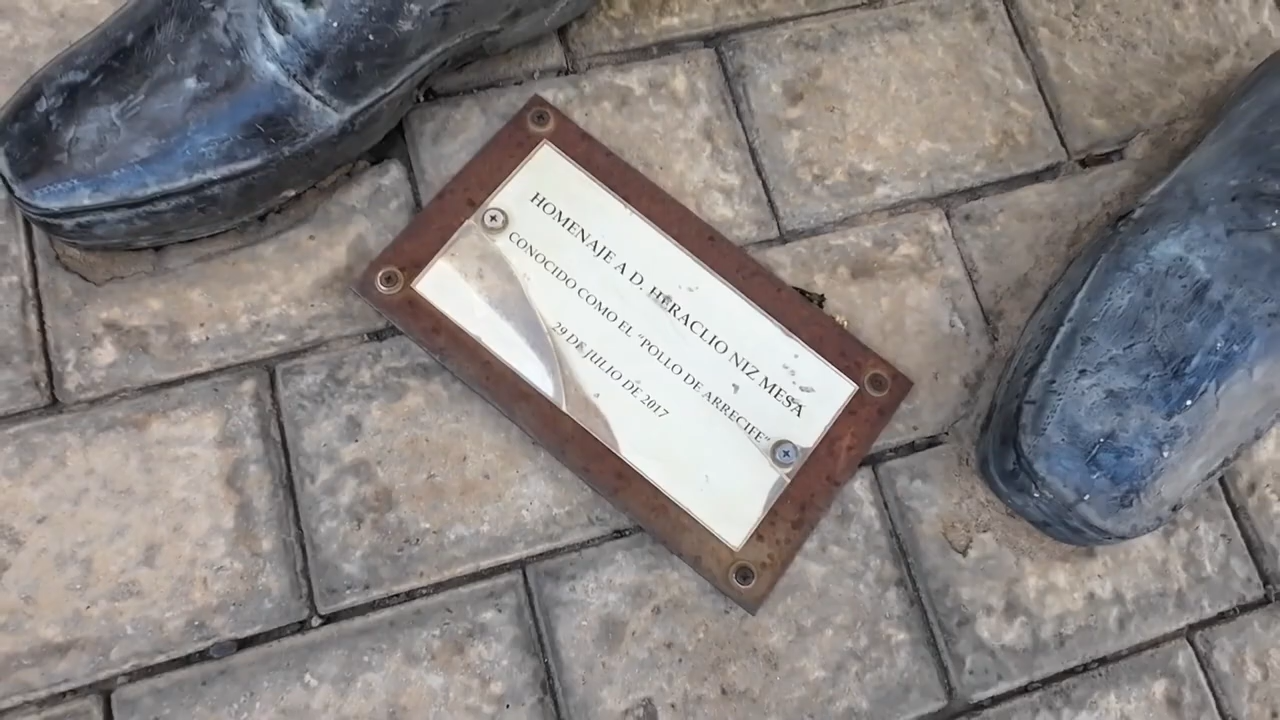 HOMENAJE A D. HERACLIO NIZ MESA
CONOCIDO COMO EL "POLLO DE ARRECIFE"
29 DE JULIO DE 2017